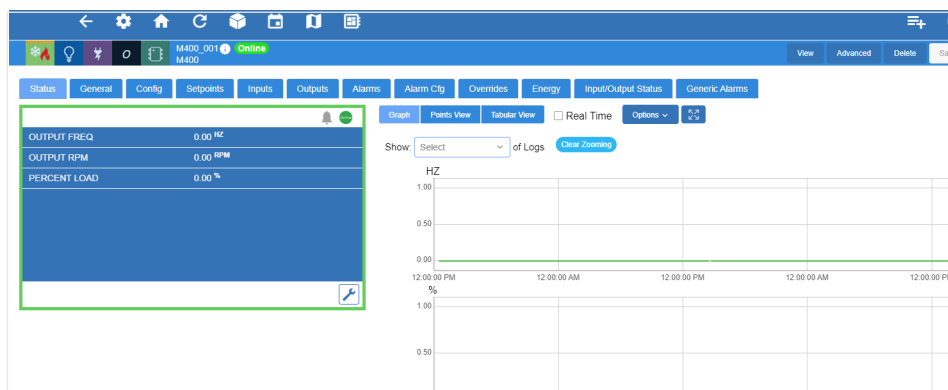 M400_001 Online
M400
View Advanced Delete
Status General Config Setpoints Inputs Outputs Alarms Alarm Cfg Overrides Energy Input/Output Status Generic Alarms
Graph Points View Tabular View Real Time Options
OUTPUT FREQ 0.00 HZ
OUTPUT RPM 0.00 RPM
PERCENT LOAD 0.00 %
Show: Select of Logs Clear Zooming
HZ
1.00
0.50
0.00
12:00:00 PM 12:00:00 AM 12:00:00 PM 12:00:00 AM 12:00:00 P
%
1.00
0.50